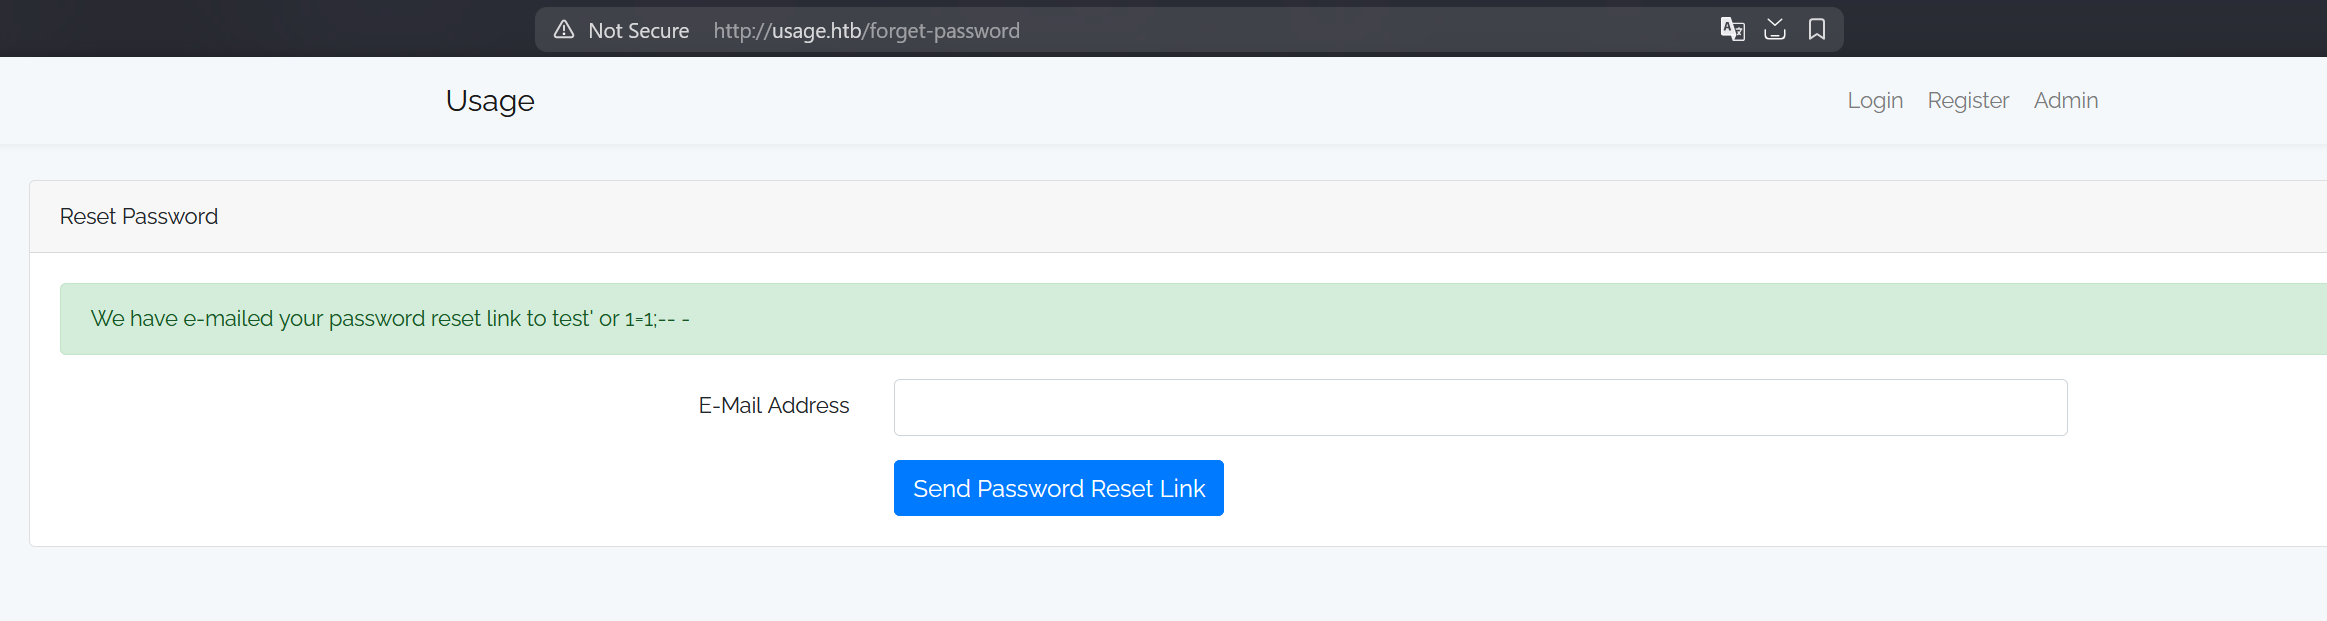 Not Secure http://usage.htb/forget-password
Usage
Login Register Admin
Reset Password
We have e-mailed your password reset link to test' or 1=1;-- -
E-Mail Address
Send Password Reset Link